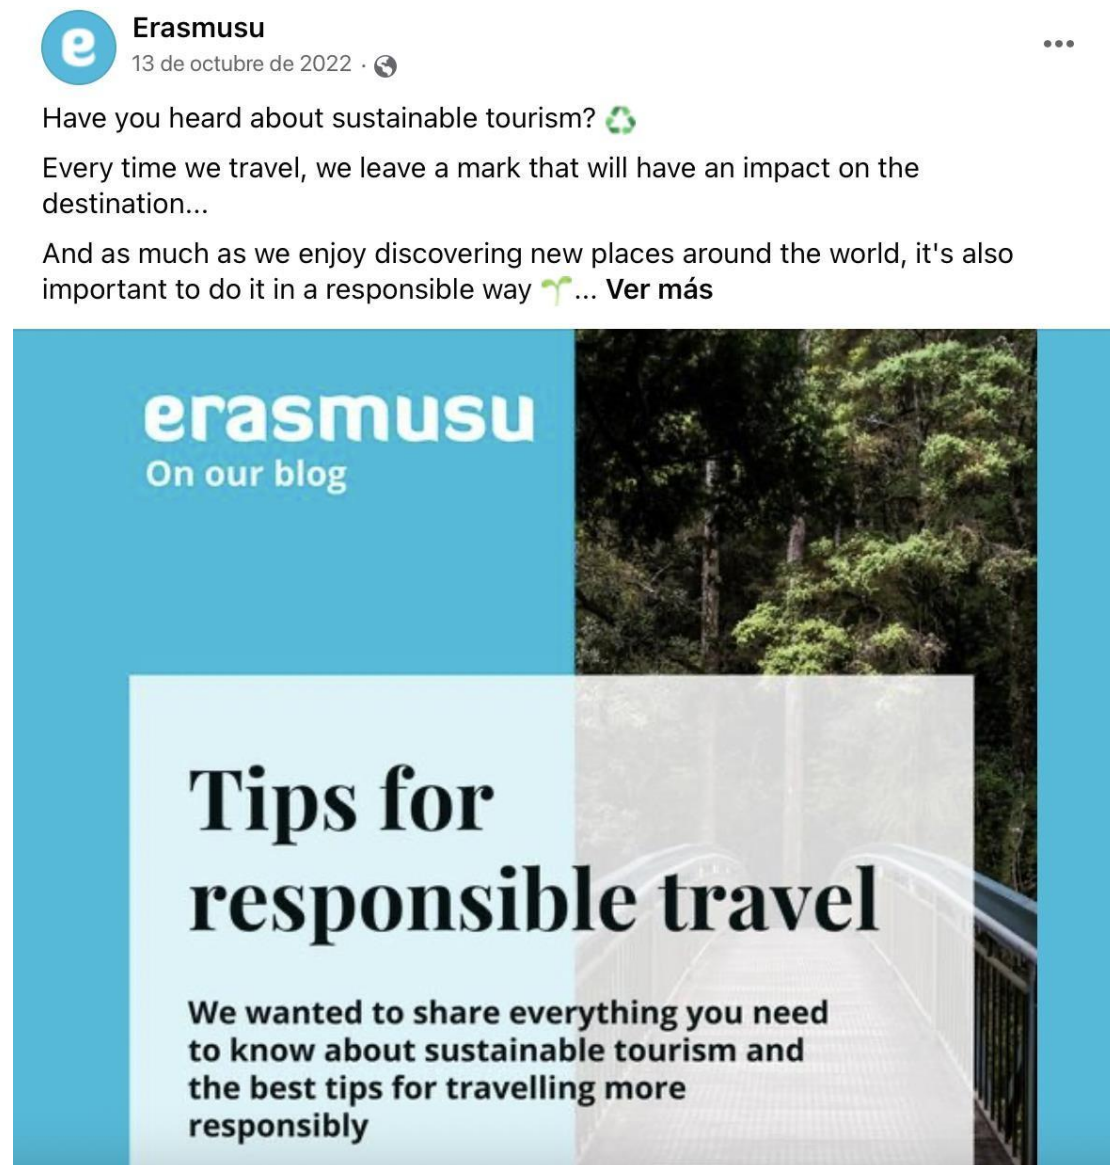 Erasmusu
13 de octubre de 2022 ·
Have you heard about sustainable tourism? ♻️
Every time we travel, we leave a mark that will have an impact on the
destination...
And as much as we enjoy discovering new places around the world, it's also
important to do it in a responsible way 🌱... Ver más
erasmusu
On our blog
Tips for
responsible travel
We wanted to share everything you need
to know about sustainable tourism and
the best tips for travelling more
responsibly